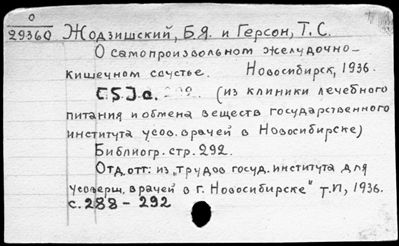 0
29360 Жодзишский, Б.Я. и Герсон, Т.С.
О самопроизвольном желудочно-
кишечном соустье. Новосибирск, 1936.
[5] с. (из клиники лечебного
питания и обмена веществ государственного
института усов. врачей в Новосибирске)
Библиогр. стр. 292.
Отд. отт: из „Трудов госуд. института для
усоверш. врачей в г. Новосибирске" т. II, 1936.
с. 288 - 292